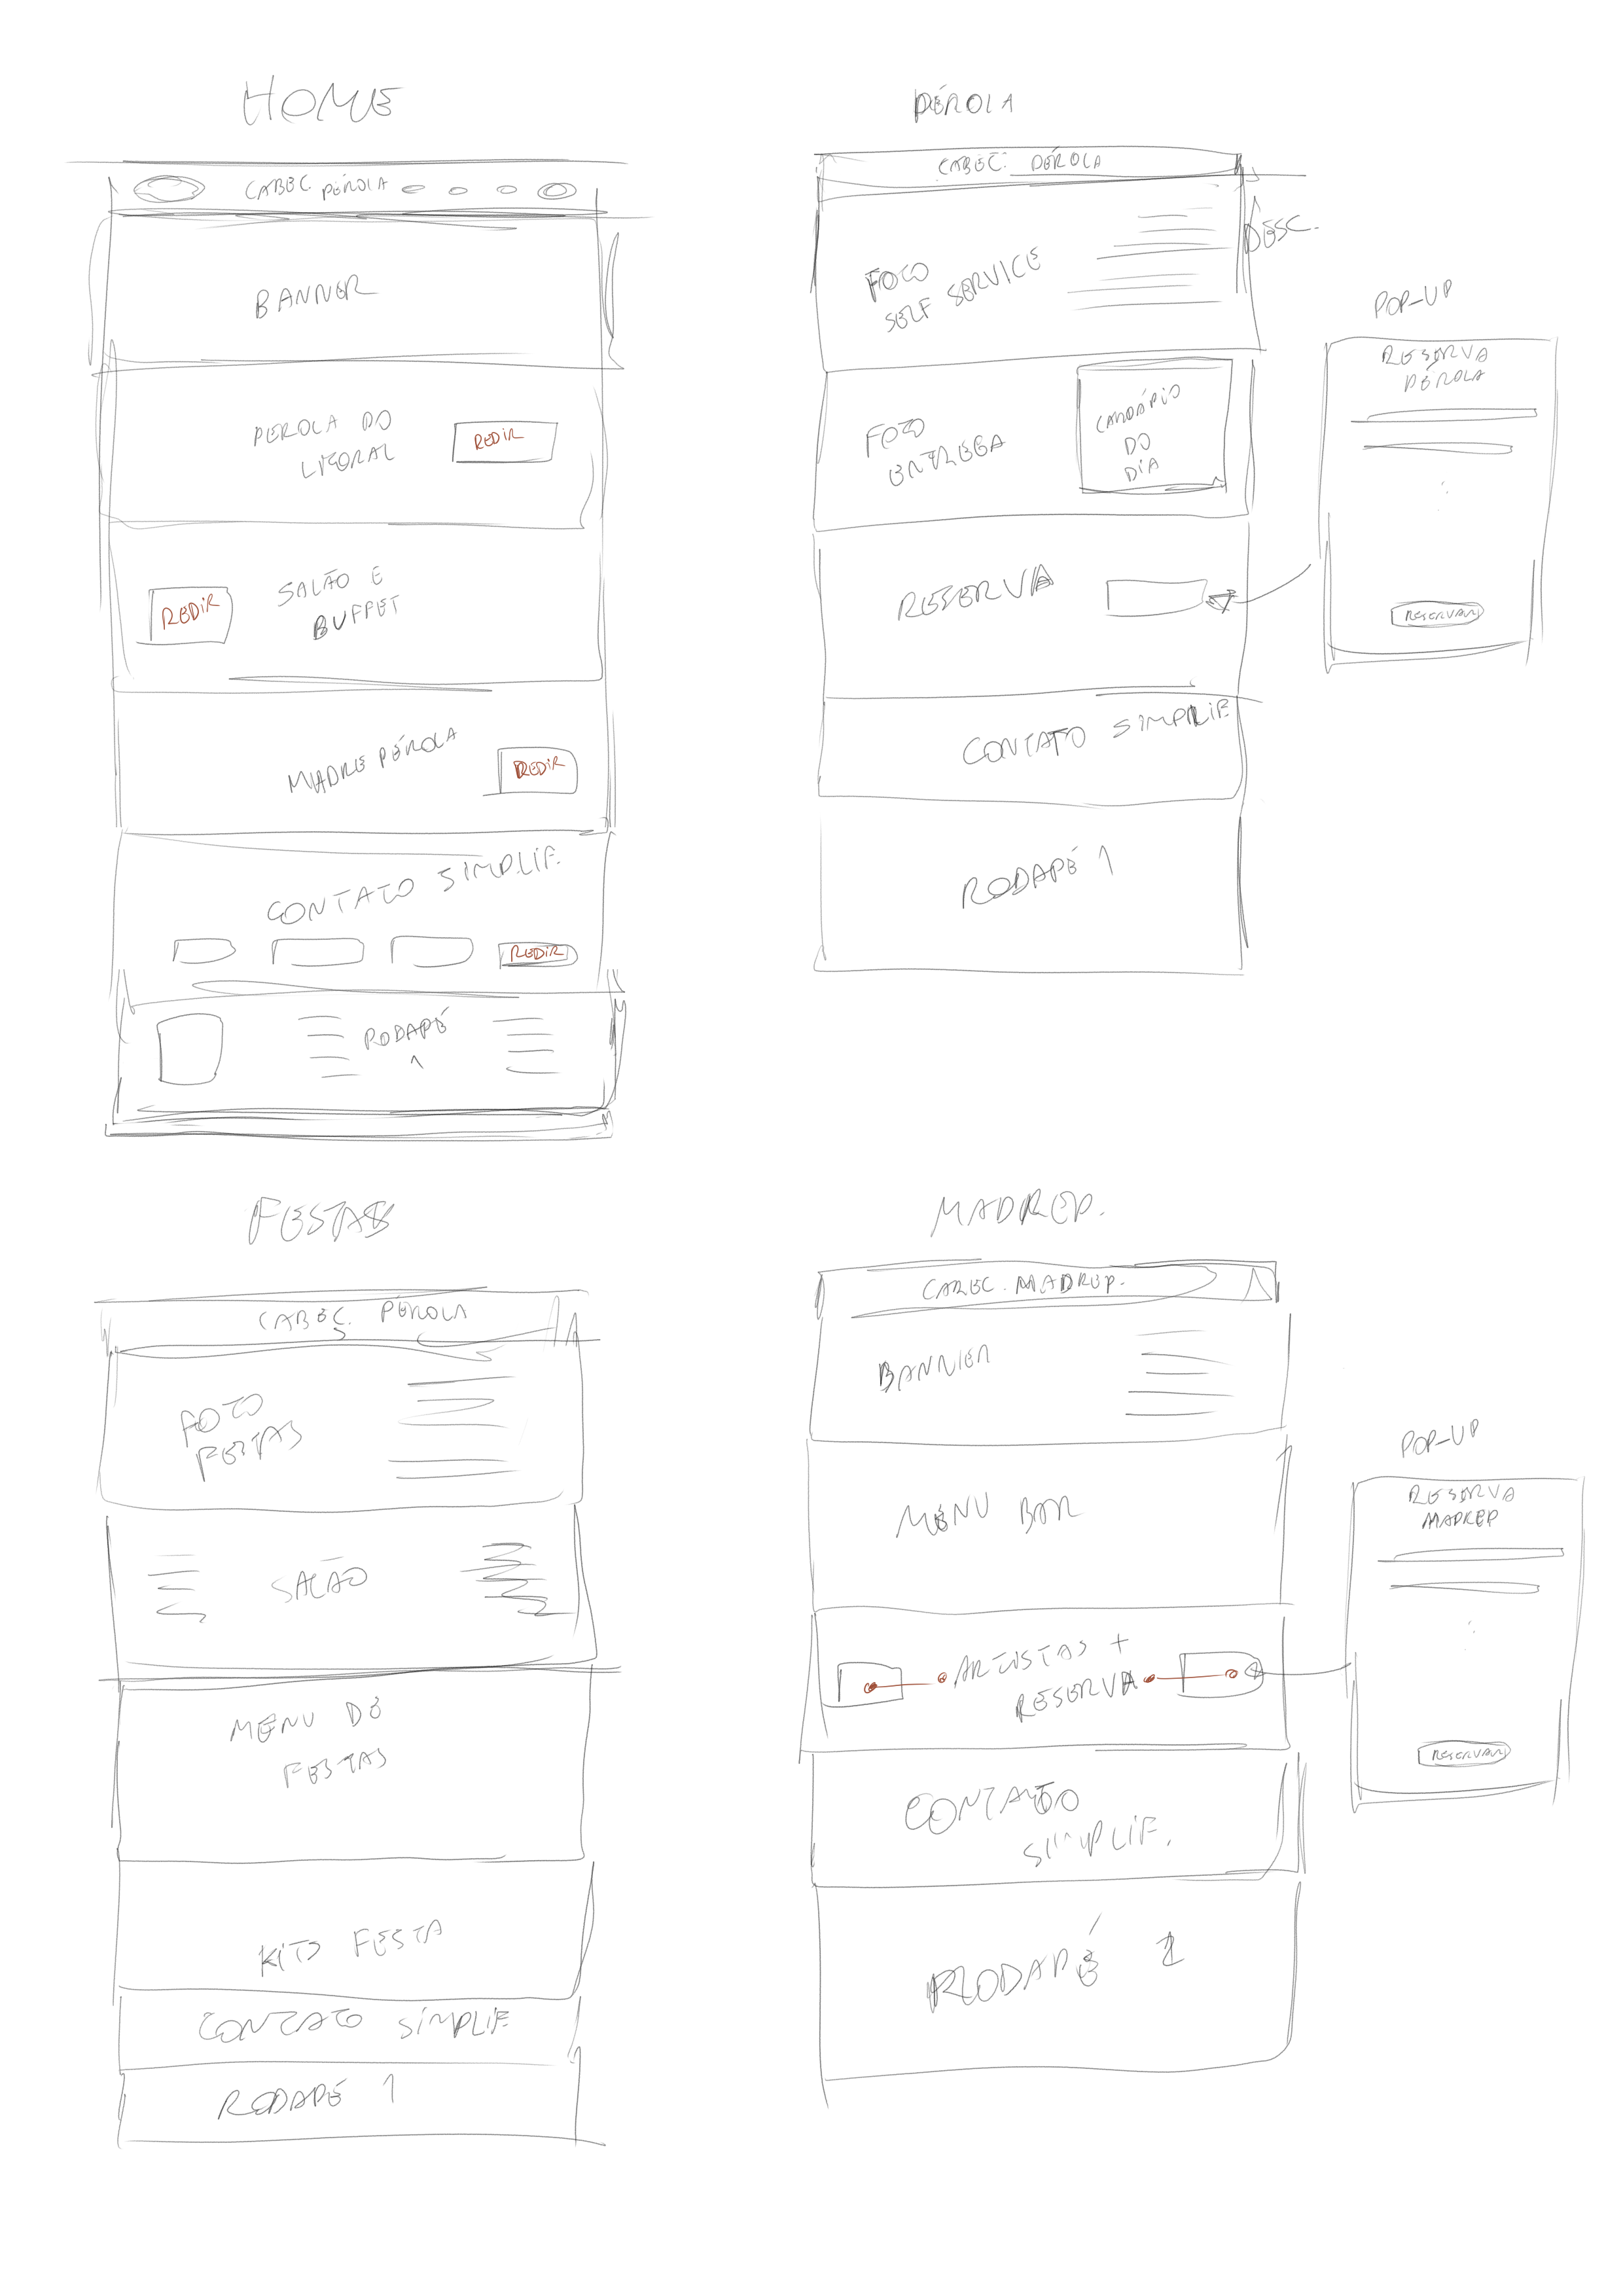 HOME
CABEC. PÉROLA
BANNER
PEROLA DO
LITORAL
REDIR
SALÃO E
BUFFET
REDIR
MADREPÉROLA
REDIR
CONTATO SIMPLIF.
REDIR
RODAPÉ
1
PÉROLA
CABEC. PÉROLA
FOTO
SELF SERVICE
DESC.
FOTO
ENTREGA
CARDÁPIO
DO
DIA
RESERVA
CONTATO SIMPLIF.
RODAPÉ 1
POP-UP
RESERVA
PÉROLA
RESERVAR
FESTAS
CABEC. PÉROLA
FOTO
FESTAS
SALÃO
MENU DE
FESTAS
KITS FESTA
CONTATO SIMPLIF
RODAPÉ 1
MADREP.
CABEC. MADREP.
BANNER
MENU BAR
ARTISTAS +
RESERVA
CONTATO
SIMPLIF.
RODAPÉ 2
POP-UP
RESERVA
MADREP
RESERVAR